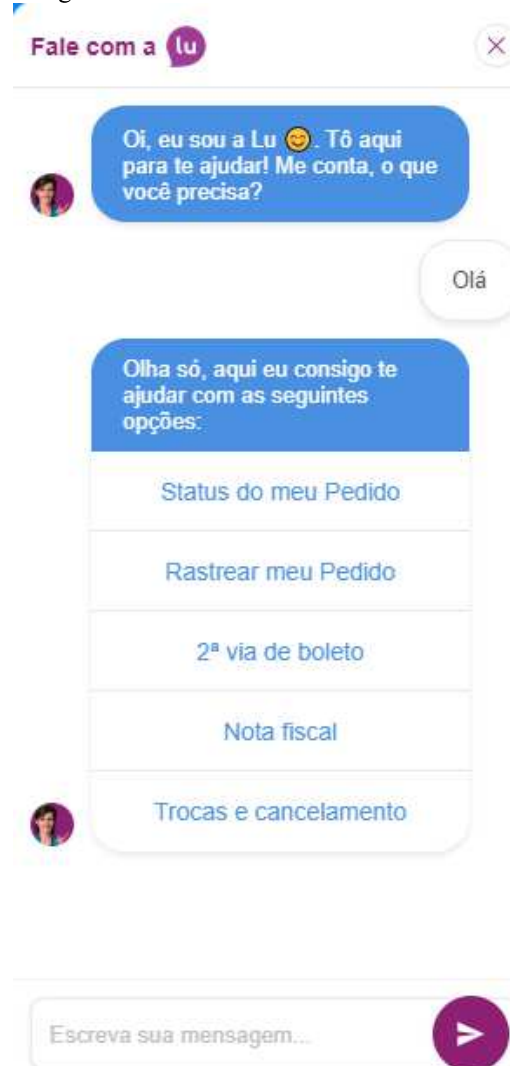 Fale com a lu
Oi, eu sou a Lu 😊. Tô aqui
para te ajudar! Me conta, o que
você precisa?
Olá
Olha só, aqui eu consigo te
ajudar com as seguintes
opções:
Status do meu Pedido
Rastrear meu Pedido
2ª via de boleto
Nota fiscal
Trocas e cancelamento
Escreva sua mensagem...